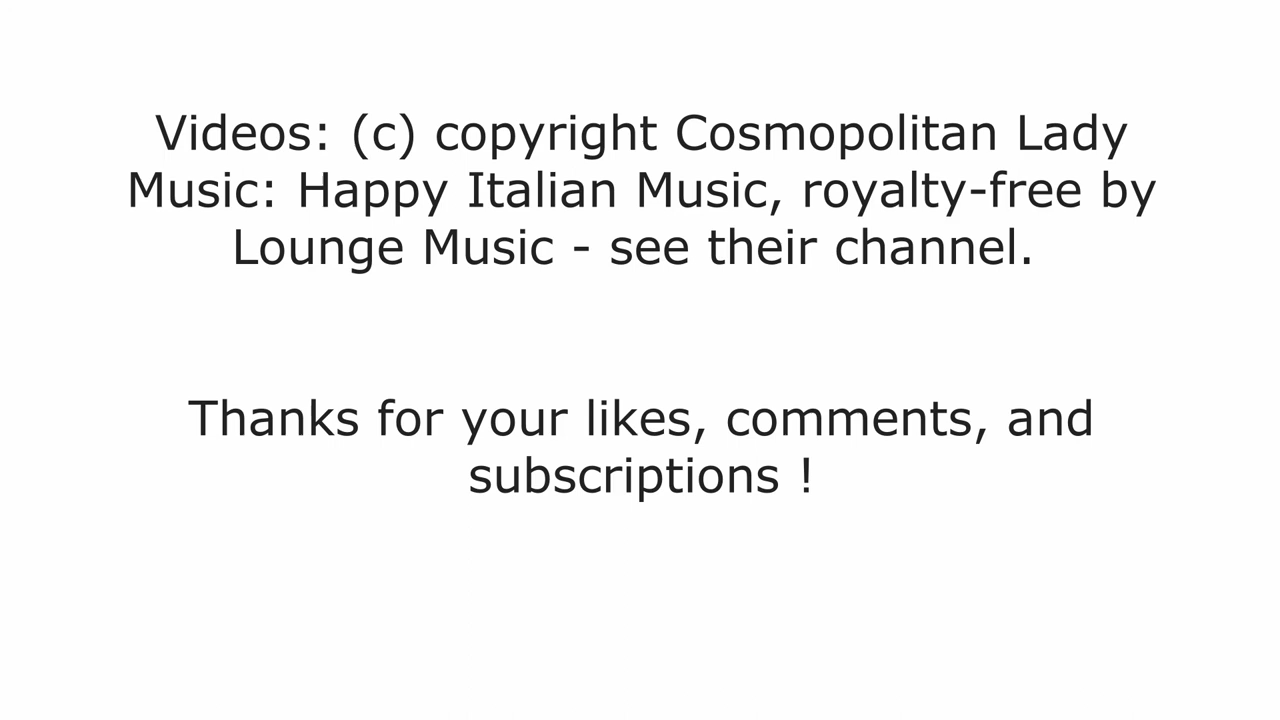 Videos: (c) copyright Cosmopolitan Lady
Music: Happy Italian Music, royalty-free by
Lounge Music - see their channel.
Thanks for your likes, comments, and
subscriptions !